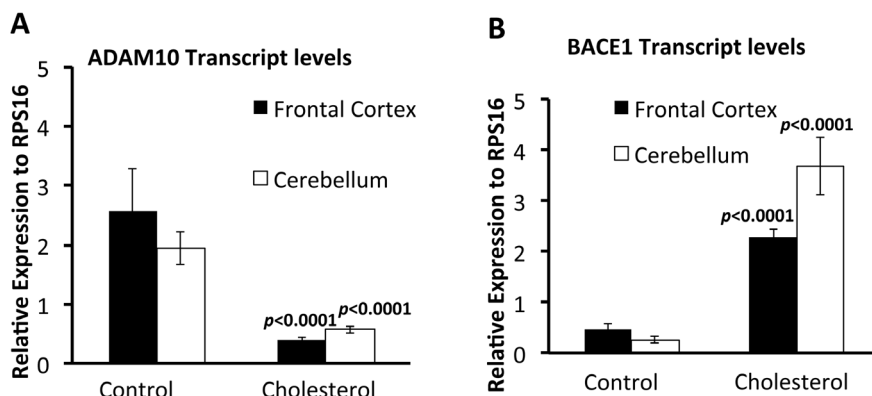 A
ADAM10 Transcript levels
Relative Expression to RPS16
5
4
3
2
1
0
Frontal Cortex
Cerebellum
p<0.0001
p<0.0001
Control
Cholesterol
B
BACE1 Transcript levels
Relative Expression to RPS16
5
4
3
2
1
0
Frontal Cortex
Cerebellum
p<0.0001
p<0.0001
Control
Cholesterol